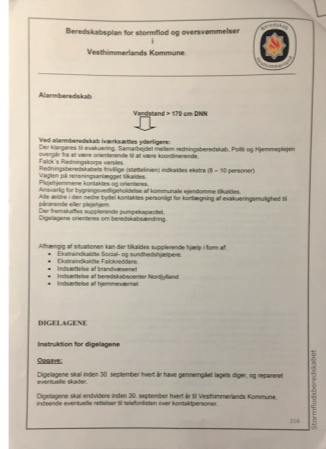 Beredskabsplan for stormflod og oversvømmelser
i
Vesthimmerlands Kommune.
Beredskab
Vesthimmerland
Alarmberedskab
Vandstand > 170 cm DNN
Ved alarmberedskab iværksættes yderligere:
Der klargøres til evakuering. Samarbejdet mellem redningsberedskab, Politi og Hjemmeplejen
overgår fra at være orienterende til at være koordinerende.
Falck´s Redningskorps varsles.
Redningsberedskabets frivillige (støttelinien) indkaldes ekstra (8 – 10 personer)
Vagten på rensningsanlægget tilkaldes.
Plejehjemmene kontaktes og orienteres.
Ansvarlig for bygningsvedligeholdelse af kommunale ejendomme tilkaldes.
Alle ældre i den nedre bydel kontaktes personligt for kortlægning af evakueringsmulighed til
pårørende eller plejehjem.
Der fremskaffes supplerende pumpekapacitet.
Digelagene orienteres om beredskabsændring.
Afhængig af situationen kan der tilkaldes supplerende hjælp i form af:
• Ekstraindkaldte Social- og sundhedshjælpere.
• Ekstraindkaldte Falckreddere.
• Indsættelse af brandvæsenet
• Indsættelse af beredskabscenter Nordjylland
• Indsættelse af hjemmeværnet
DIGELAGENE
Instruktion for digelagene
Opgave:
Digelagene skal inden 30. september hvert år have gennemgået lagets diger, og repareret
eventuelle skader.
Digelagene skal endvidere inden 30. september hvert år til Vesthimmerlands Kommune,
indsende eventuelle rettelser til telefonlisten over kontaktpersoner.
Stormflodsberedskabet